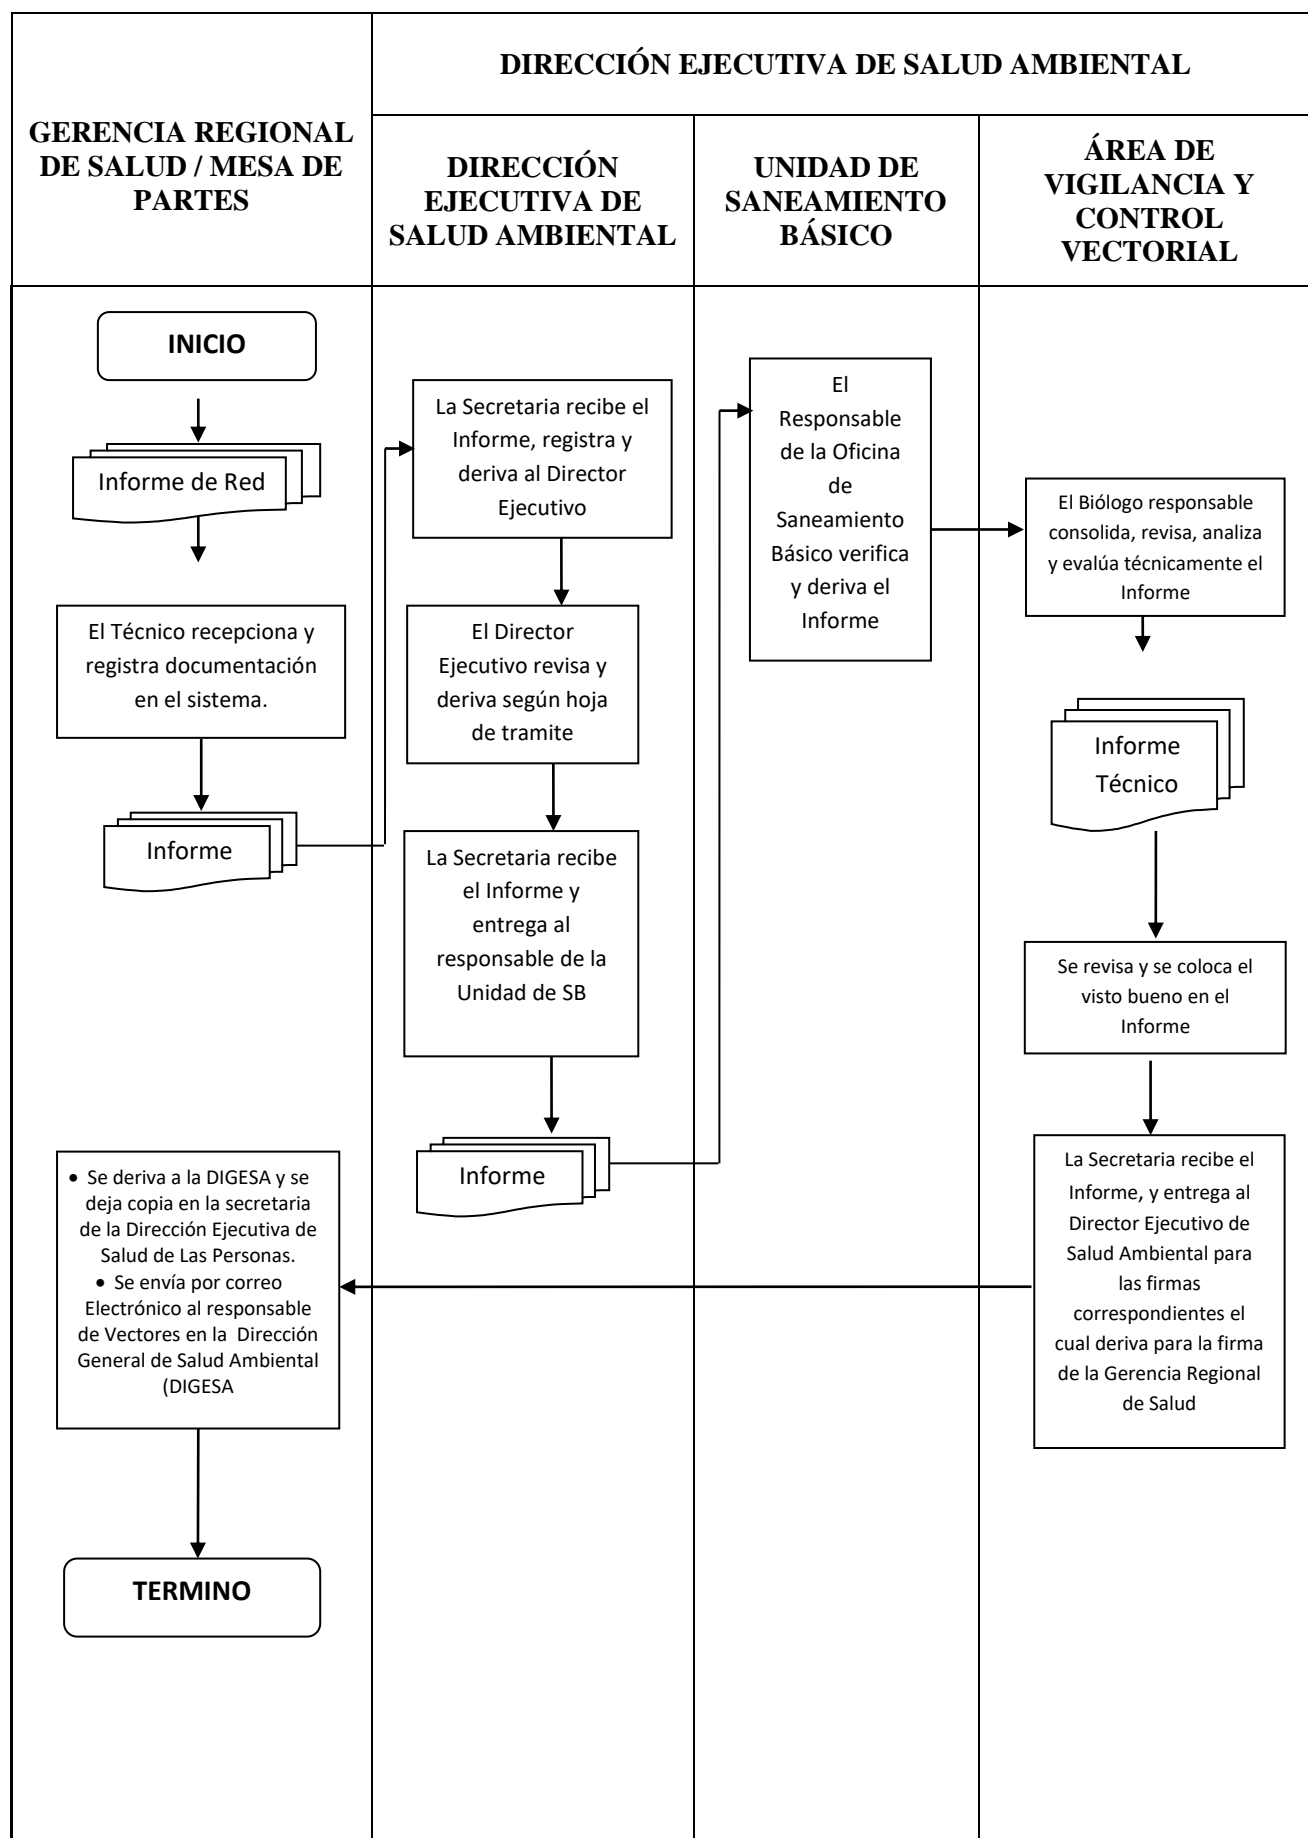 DIRECCIÓN EJECUTIVA DE SALUD AMBIENTAL
GERENCIA REGIONAL
DE SALUD / MESA DE
PARTES
DIRECCIÓN
EJECUTIVA DE
SALUD AMBIENTAL
UNIDAD DE
SANEAMIENTO
BÁSICO
ÁREA DE
VIGILANCIA Y
CONTROL
VECTORIAL
INICIO
Informe de Red
El Técnico recepciona y
registra documentación
en el sistema.
Informe
La Secretaria recibe el
Informe, registra y
deriva al Director
Ejecutivo
El Director
Ejecutivo revisa y
deriva según hoja
de tramite
La Secretaria recibe
el Informe y
entrega al
responsable de la
Unidad de SB
Informe
El
Responsable
de la Oficina
de
Saneamiento
Básico verifica
y deriva el
Informe
El Biólogo responsable
consolida, revisa, analiza
y evalúa técnicamente el
Informe
Informe
Técnico
Se revisa y se coloca el
visto bueno en el
Informe
La Secretaria recibe el
Informe, y entrega al
Director Ejecutivo de
Salud Ambiental para
las firmas
correspondientes el
cual deriva para la firma
de la Gerencia Regional
de Salud
• Se deriva a la DIGESA y se
deja copia en la secretaria
de la Dirección Ejecutiva de
Salud de Las Personas.
• Se envía por correo
Electrónico al responsable
de Vectores en la Dirección
General de Salud Ambiental
(DIGESA
TERMINO